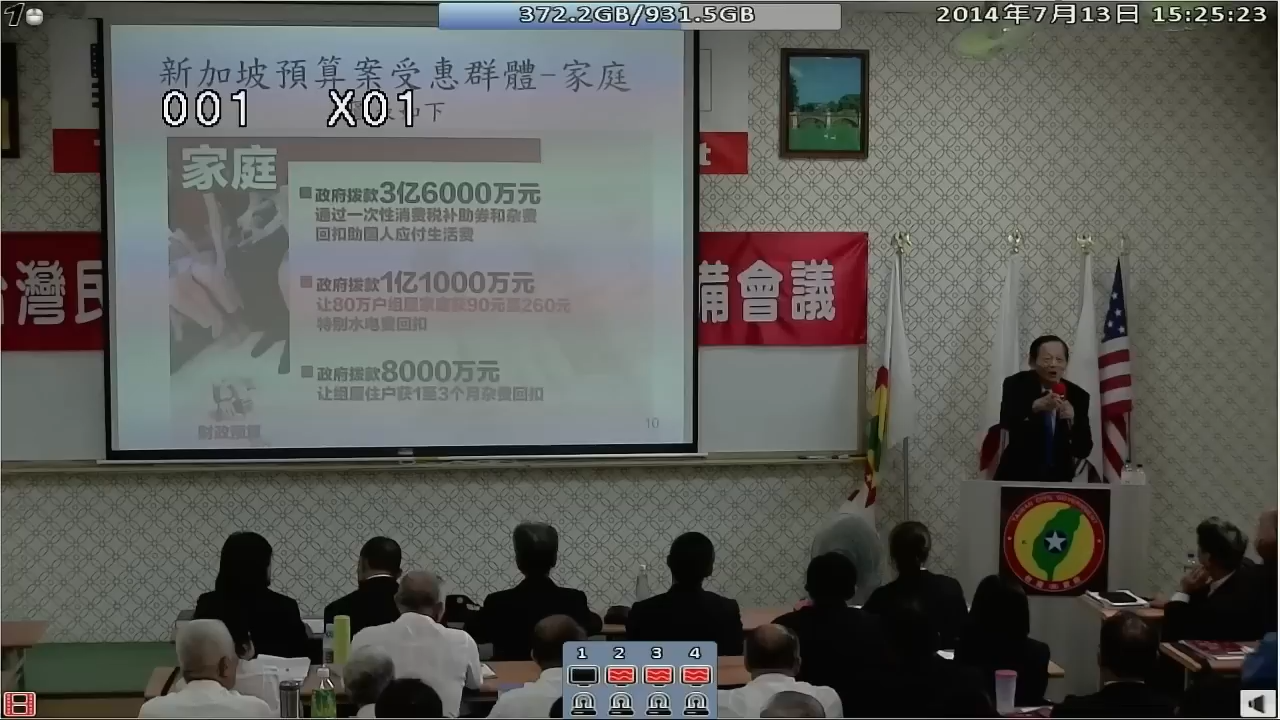 372.2GB/931.5GB
2014年7月13日 15:25:23
新加坡預算案受惠群體-家庭
001 X01
下
家庭
政府拨款3亿6000万元
通过一次性消费税补助券和杂费
回扣助国人应付生活费
政府拨款1亿1000万元
让80万户组屋家庭获90元至260元
特别水电费回扣
政府拨款8000万元
让组屋住户获1至3个月杂费回扣
财政预算
10
t
台灣民
備會議
TAIWAN CIVIL GOVERNMENT
1 2 3 4